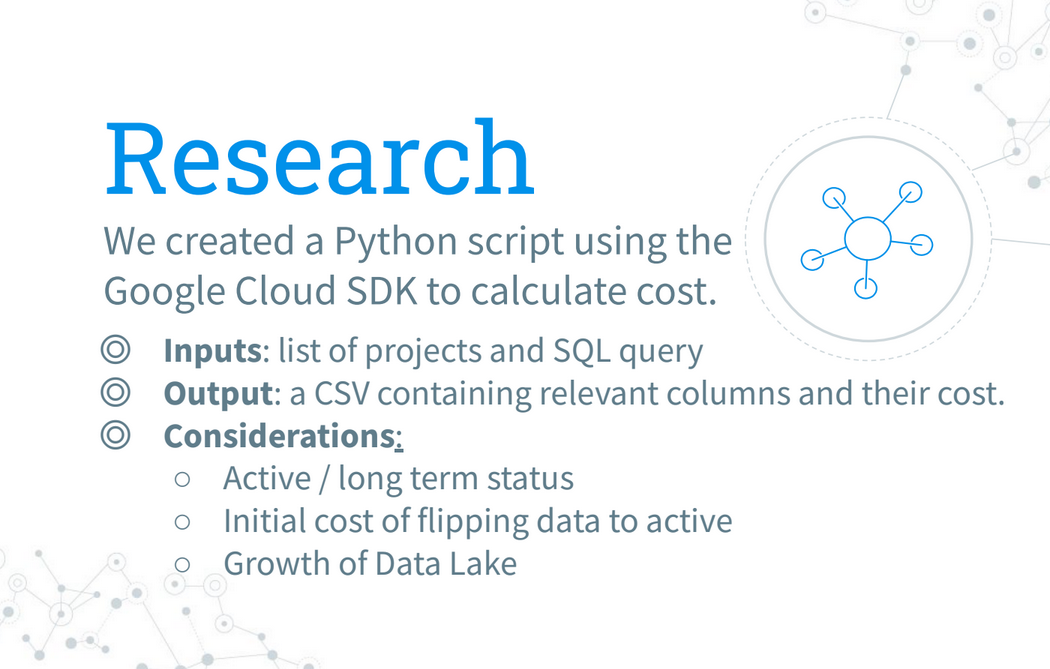 Research
We created a Python script using the
Google Cloud SDK to calculate cost.
Inputs: list of projects and SQL query
Output: a CSV containing relevant columns and their cost.
Considerations:
Active / long term status
Initial cost of flipping data to active
Growth of Data Lake